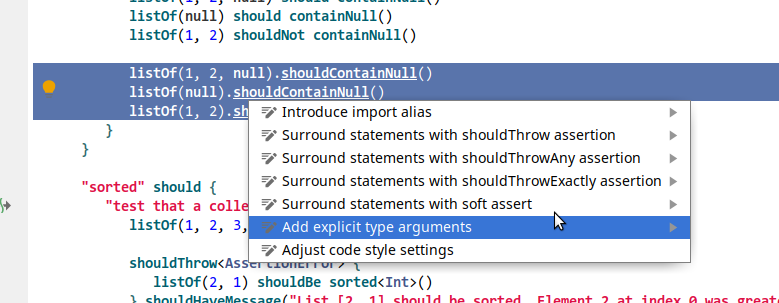 listOf(1, 2, null) should containNull()
listOf(null) should containNull()
listOf(1, 2) shouldNot containNull()
listOf(1, 2, null).shouldContainNull()
listOf(null).shouldContainNull()
listOf(1, 2).sh
Introduce import alias
Surround statements with shouldThrow assertion
Surround statements with shouldThrowAny assertion
Surround statements with shouldThrowExactly assertion
Surround statements with soft assert
Add explicit type arguments
Adjust code style settings
}
}
"sorted" should {
"test that a colle
listOf(1, 2, 3,
shouldThrow<AssertionError> {
listOf(2, 1) shouldBe sorted<Int>()
}.shouldHaveMessage("List [2, 1] should be sorted. Element 2 at index 0 was greate